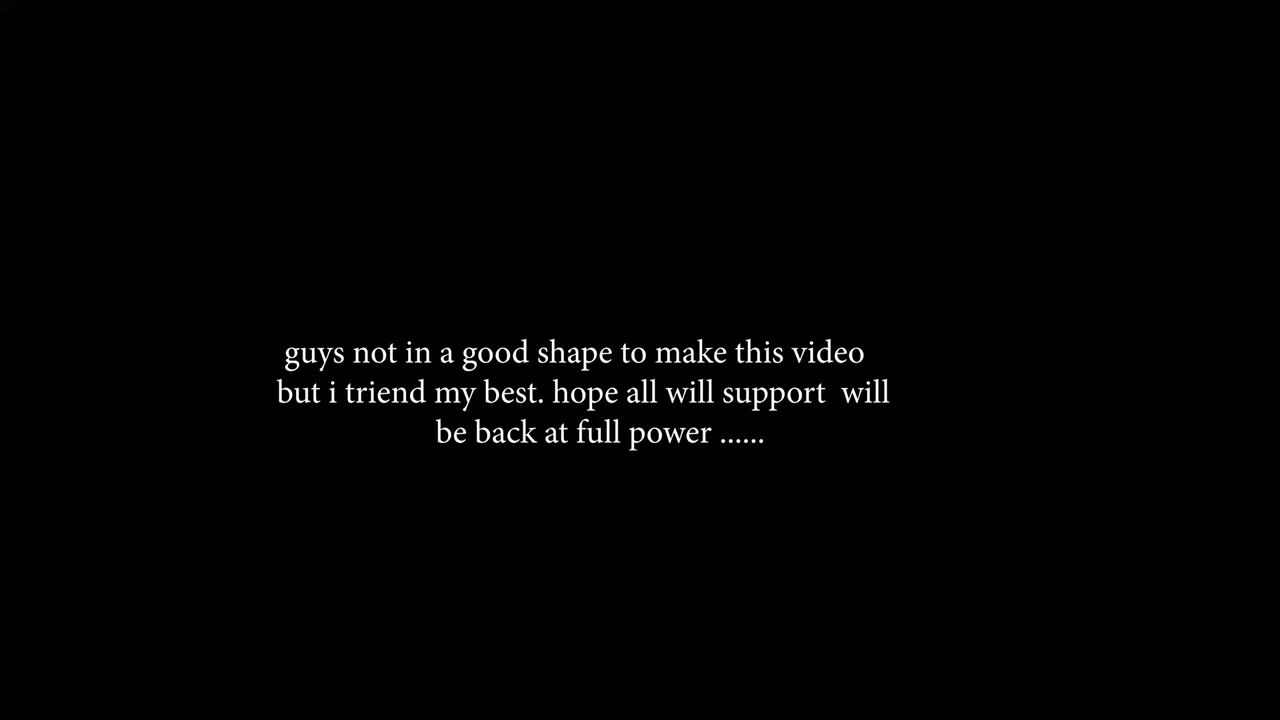 guys not in a good shape to make this video
but i triend my best. hope all will support  will
be back at full power ......